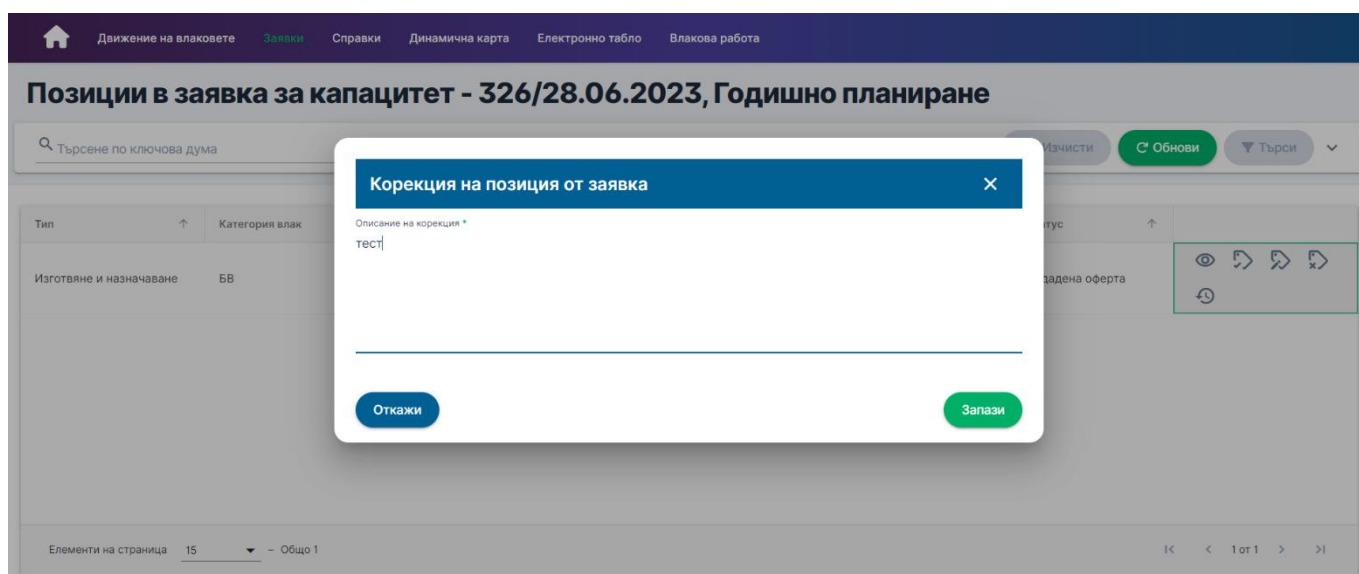 Движение на влаковете Заявки Справки Динамична карта Електронно табло Влакова работа
Позиции в заявка за капацитет - 326/28.06.2023, Годишно планиране
Търсене по ключова дума
Изчисти Обнови Търси
Корекция на позиция от заявка
Тип Категория влак
Описание на корекция *
тест
Изготвяне и назначаване БВ оферта
Откажи Запази
Елементи на страница 15 – Общо 1 1 от 1